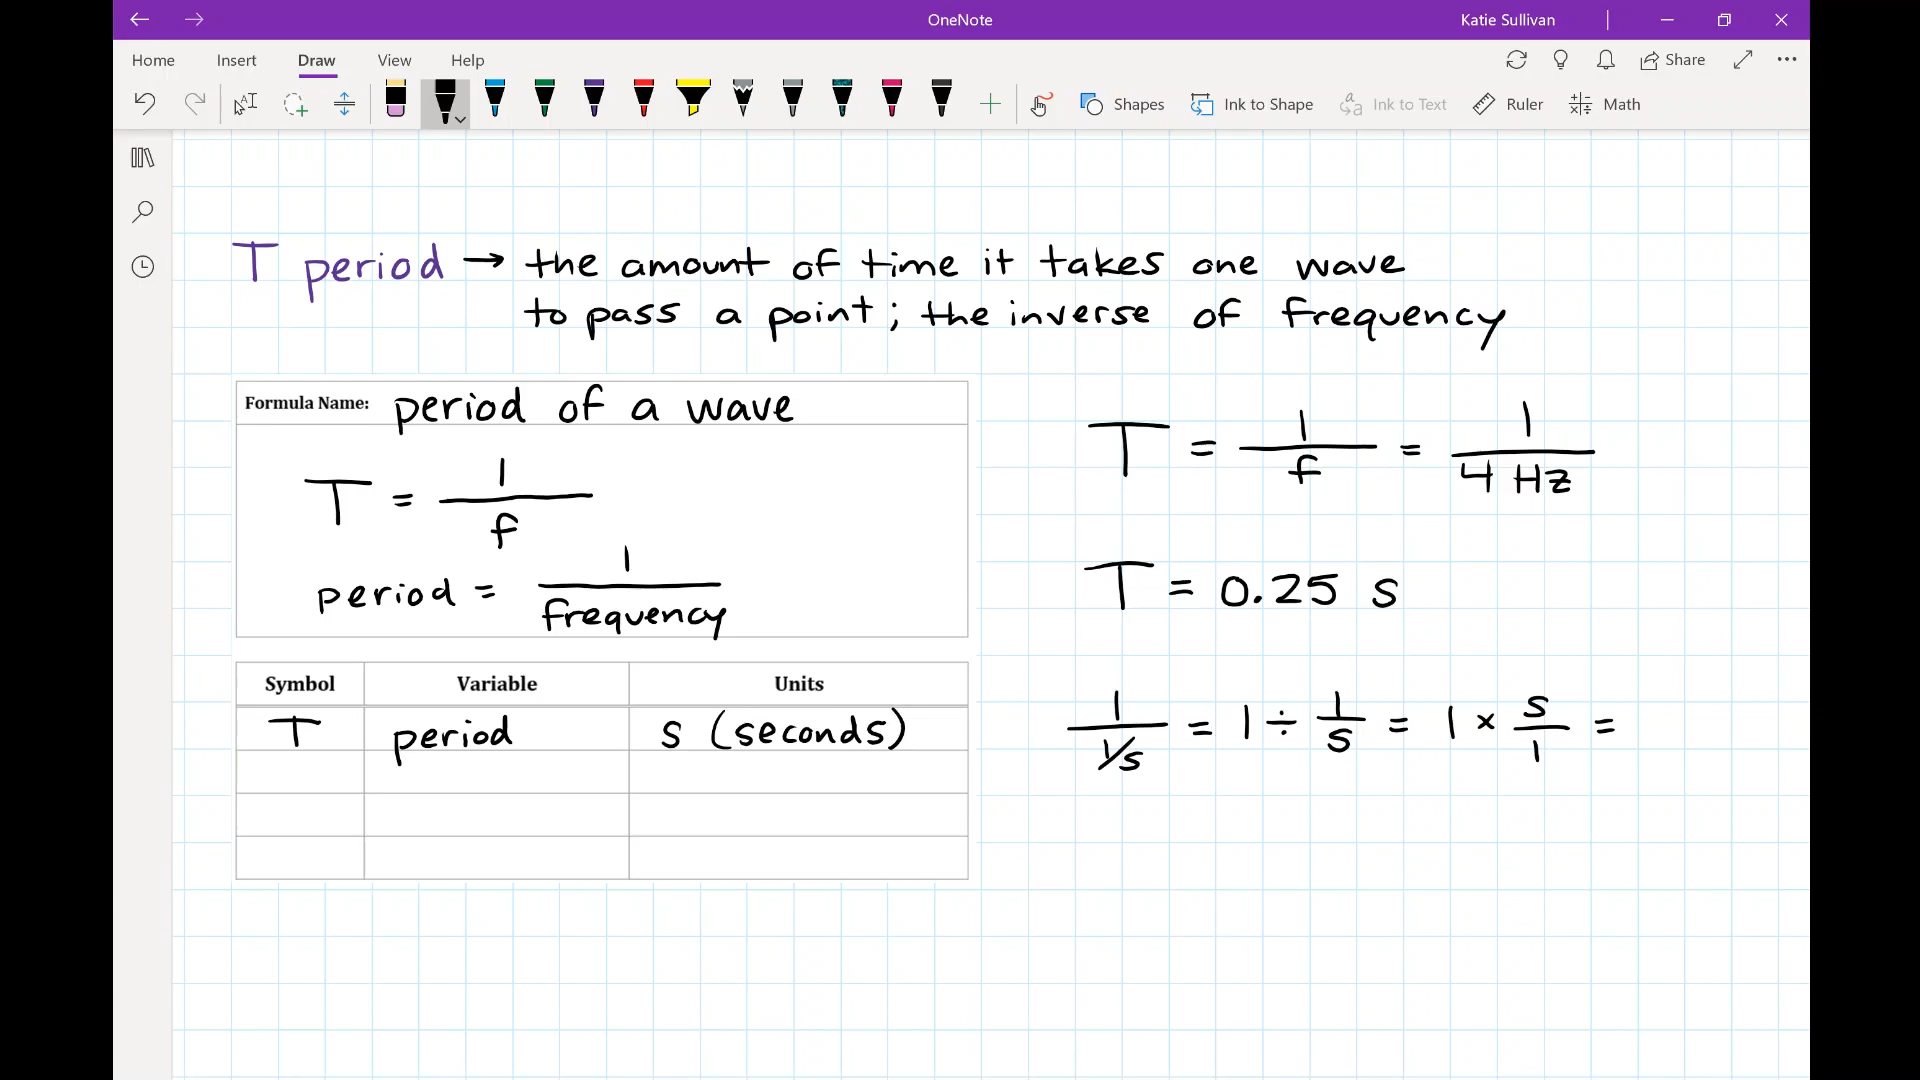 OneNote
Katie Sullivan
Home Insert Draw View Help
Share
Shapes Ink to Shape Ink to Text Ruler Math
T period → the amount of time it takes one wave
to pass a point; the inverse of frequency
Formula Name: period of a wave
T = 1/f
period = 1/frequency
T = 1/f = 1/4 Hz
T = 0.25 s
Symbol Variable Units
T period s (seconds)
1/(1/s) = 1 ÷ 1/s = 1 × s/1 =